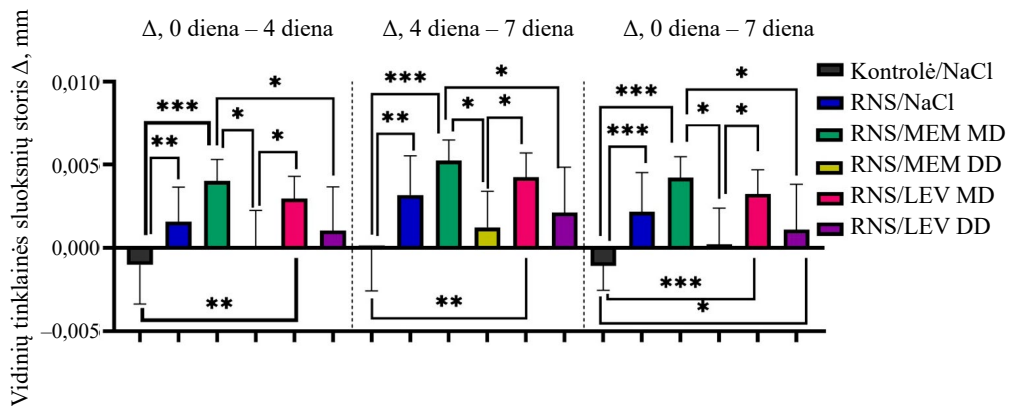 Δ, 0 diena – 4 diena
Δ, 4 diena – 7 diena
Δ, 0 diena – 7 diena
Vidinių tinklainės sluoksnių storis Δ, mm
0,010
0,005
0,000
–0,005
***
**
*
*
*
**
***
**
*
*
*
**
***
***
*
*
*
***
*
Kontrolė/NaCl
RNS/NaCl
RNS/MEM MD
RNS/MEM DD
RNS/LEV MD
RNS/LEV DD